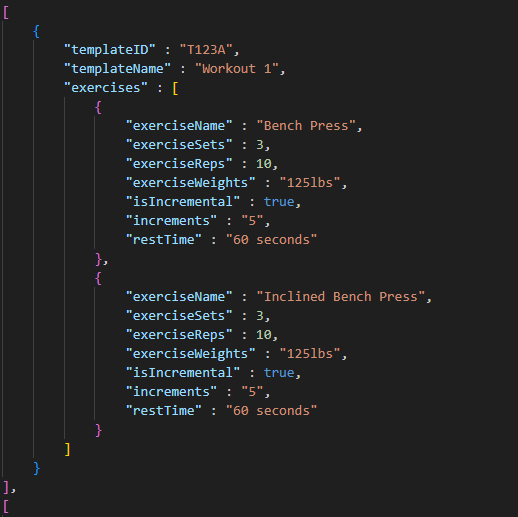 [
    {
        "templateID" : "T123A",
        "templateName" : "Workout 1",
        "exercises" : [
            {
                "exerciseName" : "Bench Press",
                "exerciseSets" : 3,
                "exerciseReps" : 10,
                "exerciseWeights" : "125lbs",
                "isIncremental" : true,
                "increments" : "5",
                "restTime" : "60 seconds"
            },
            {
                "exerciseName" : "Inclined Bench Press",
                "exerciseSets" : 3,
                "exerciseReps" : 10,
                "exerciseWeights" : "125lbs",
                "isIncremental" : true,
                "increments" : "5",
                "restTime" : "60 seconds"
            }
        ]
    }
],
[